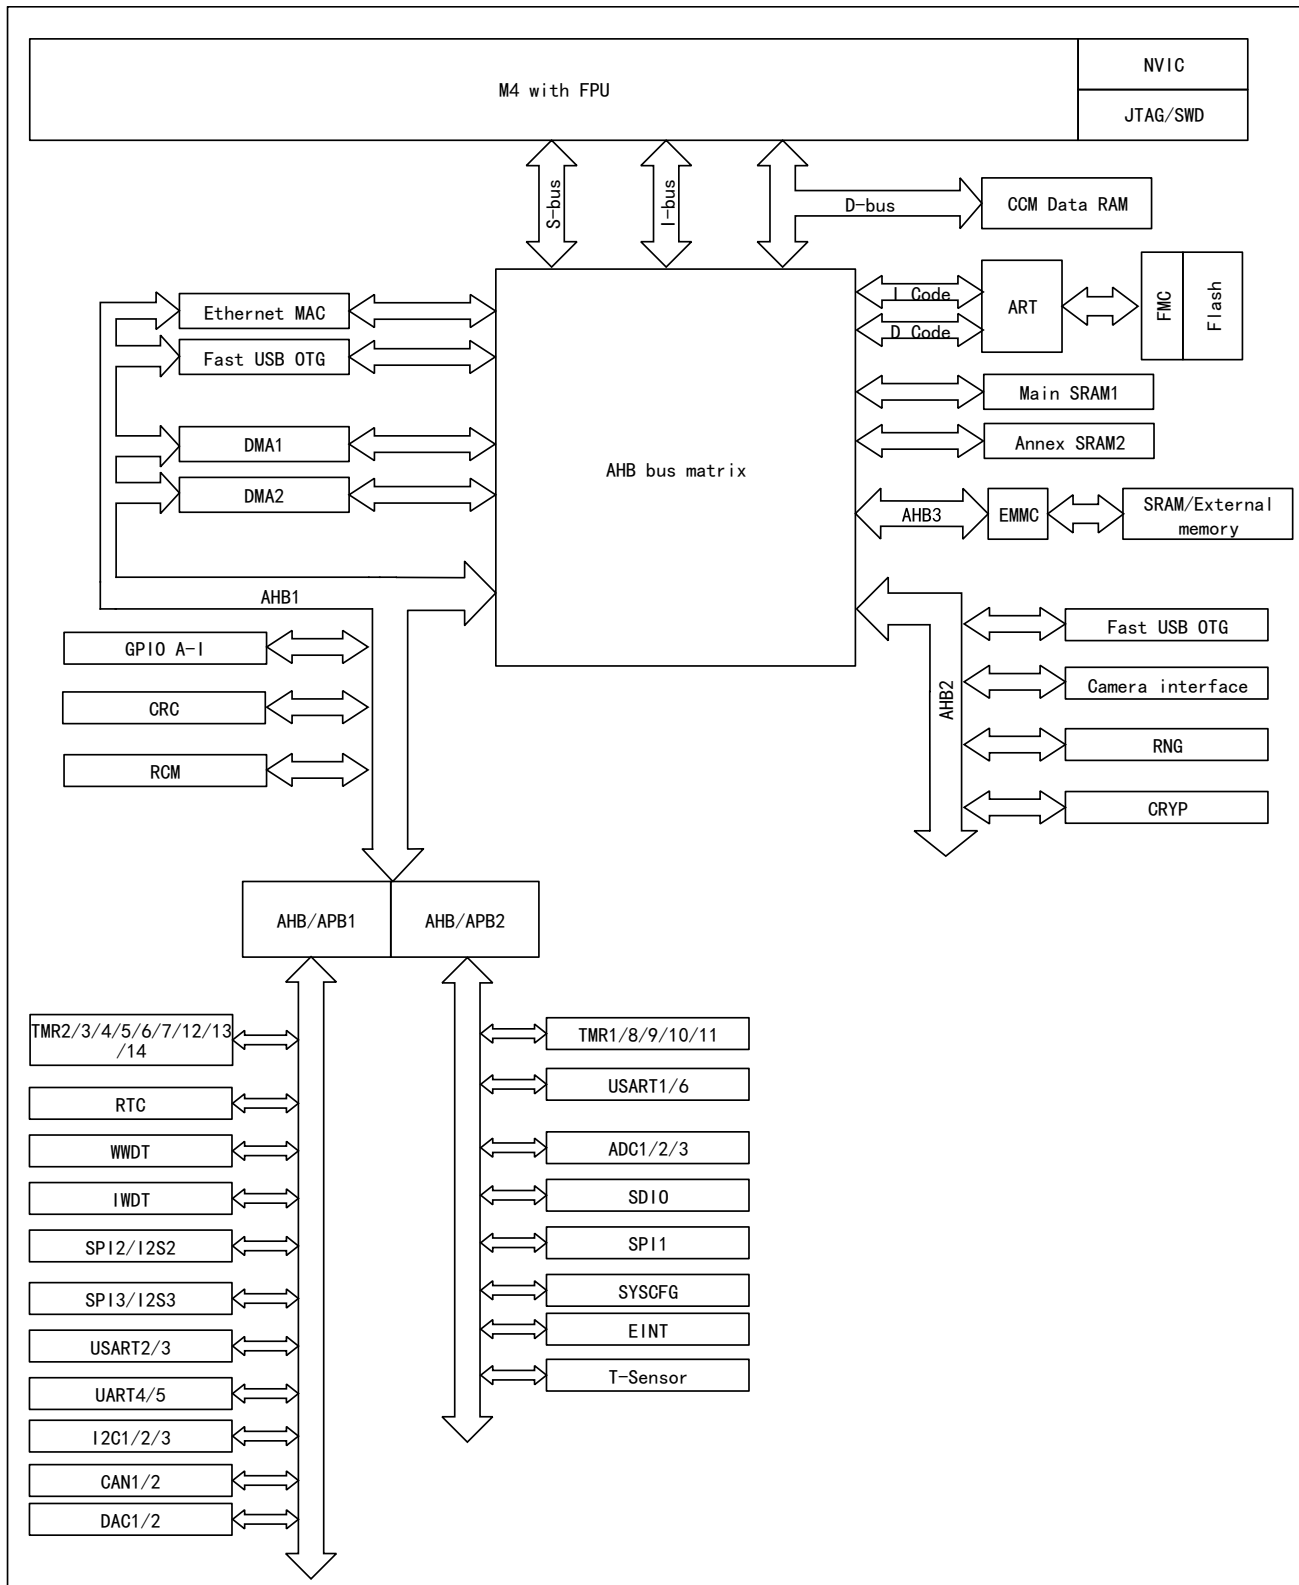 M4 with FPU
NVIC
JTAG/SWD
S-bus
I-bus
D-bus
CCM Data RAM
Ethernet MAC
Fast USB OTG
DMA1
DMA2
AHB bus matrix
I Code
D Code
ART
FMC
Flash
Main SRAM1
Annex SRAM2
AHB3
EMMC
SRAM/External
memory
AHB1
GPIO A-I
CRC
RCM
AHB2
Fast USB OTG
Camera interface
RNG
CRYP
AHB/APB1
AHB/APB2
TMR2/3/4/5/6/7/12/13
/14
RTC
WWDT
IWDT
SPI2/I2S2
SPI3/I2S3
USART2/3
UART4/5
I2C1/2/3
CAN1/2
DAC1/2
TMR1/8/9/10/11
USART1/6
ADC1/2/3
SDIO
SPI1
SYSCFG
EINT
T-Sensor